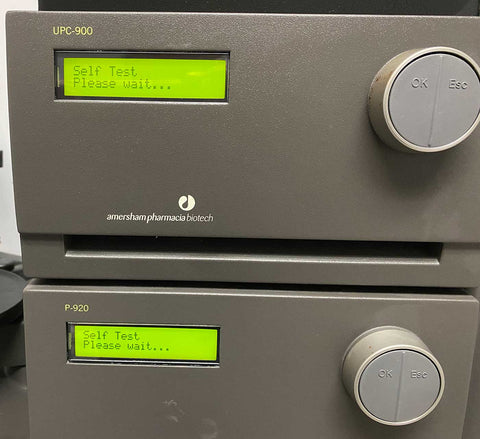 UPC-900
Self Test
Please wait...
OK Esc
amersham pharmacia biotech
P-920
Self Test
Please wait...
OK Esc